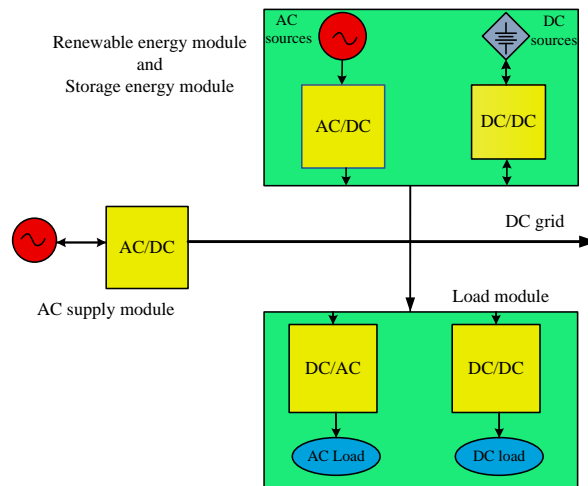 Renewable energy module
and
Storage energy module
AC
sources
DC
sources
AC/DC
DC/DC
AC/DC
DC grid
AC supply module
Load module
DC/AC
DC/DC
AC Load
DC load